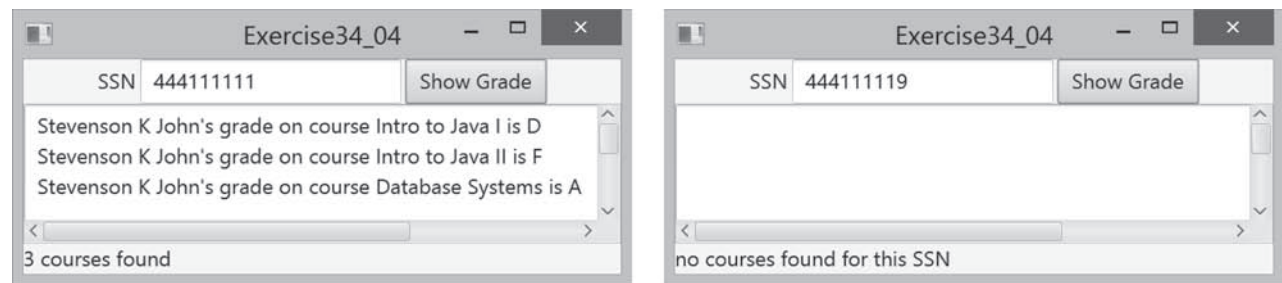 Exercise34_04
SSN 444111111 Show Grade
Stevenson K John's grade on course Intro to Java I is D
Stevenson K John's grade on course Intro to Java II is F
Stevenson K John's grade on course Database Systems is A
3 courses found
Exercise34_04
SSN 444111119 Show Grade
no courses found for this SSN